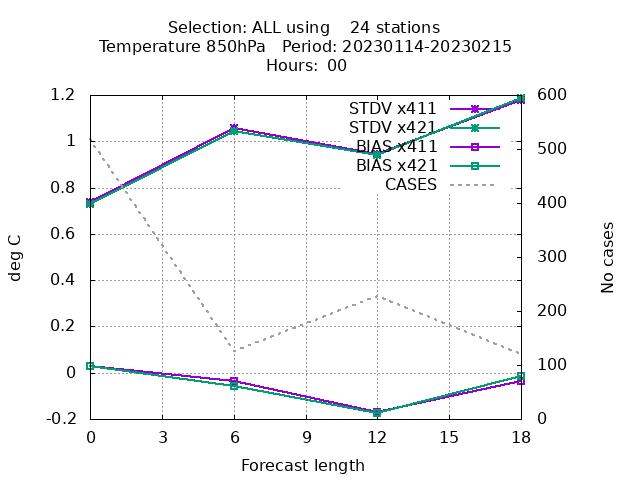 Selection: ALL using    24 stations
Temperature 850hPa   Period: 20230114-20230215
Hours: 00
STDV x411
STDV x421
BIAS x411
BIAS x421
CASES
1.2
1
0.8
0.6
0.4
0.2
0
-0.2
deg C
600
500
400
300
200
100
0
No cases
0 3 6 9 12 15 18
Forecast length